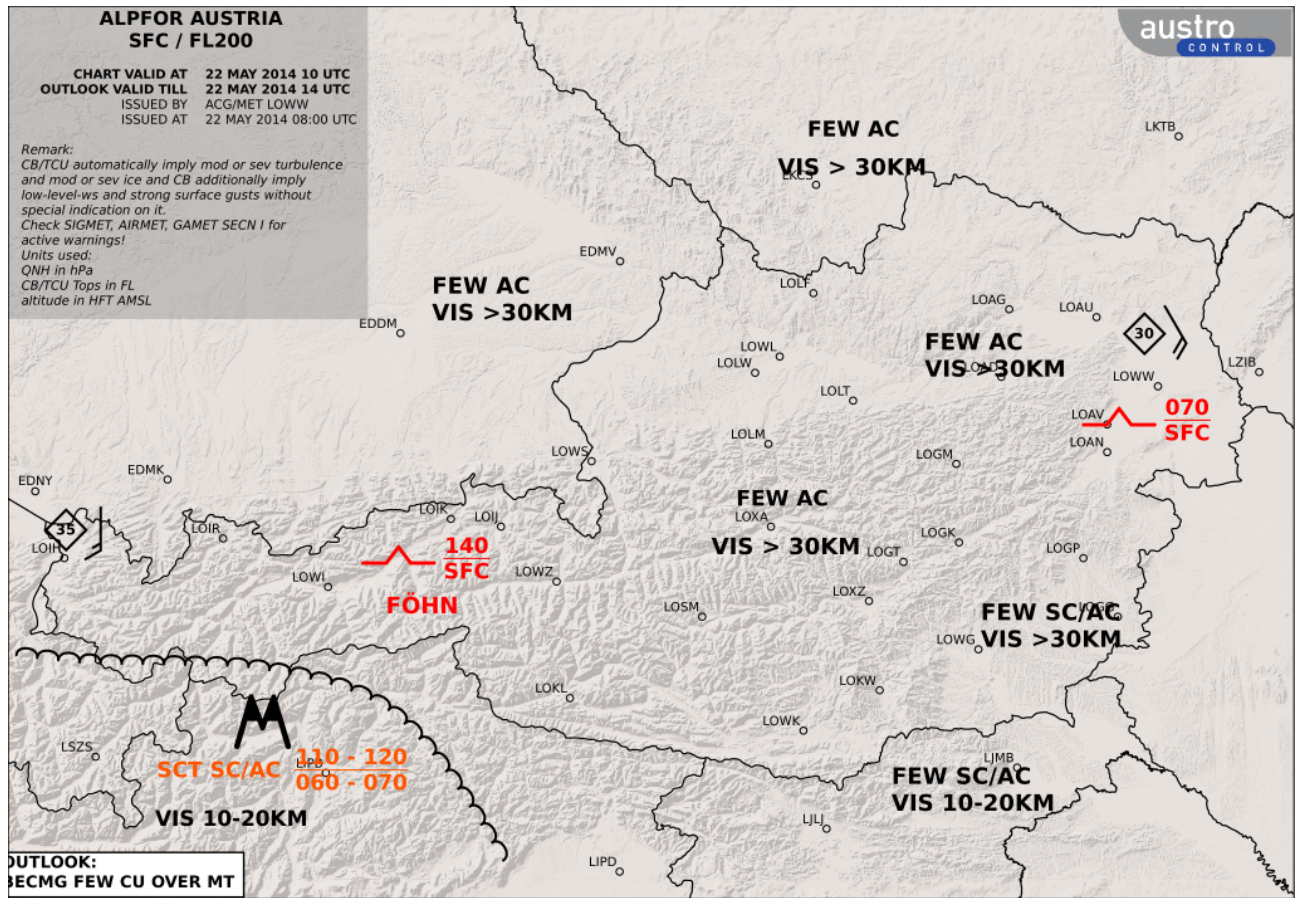 ALPFOR AUSTRIA
SFC / FL200
CHART VALID AT 22 MAY 2014 10 UTC
OUTLOOK VALID TILL 22 MAY 2014 14 UTC
ISSUED BY ACG/MET LOWW
ISSUED AT 22 MAY 2014 08:00 UTC
Remark:
CB/TCU automatically imply mod or sev turbulence
and mod or sev ice and CB additionally imply
low-level-ws and strong surface gusts without
special indication on it.
Check SIGMET, AIRMET, GAMET SECN I for
active warnings!
Units used:
QNH in hPa
CB/TCU Tops in FL
altitude in HFT AMSL
austro
CONTROL
LKTB
FEW AC
VIS > 30KM
LKCS
EDMV
FEW AC
VIS >30KM
EDDM
LOLF
LOAG
LOAU
30
FEW AC
VIS >30KM
LOAD
LOWL
LOLW
LOLT
LOWW
LZIB
LOAV
070
SFC
LOAN
LOLM
LOGM
LOWS
EDMK
EDNY
35
LOIH
LOIR
LOIK
LOIJ
FEW AC
LOXA
VIS > 30KM
LOGK
LOGT
LOGP
140
SFC
LOWI
LOWZ
FÖHN
LOXZ
LOSM
FEW SC/AC
VIS >30KM
LOGG
LOWG
LOKL
LOKW
LOWK
LSZS
SCT SC/AC
110 - 120
060 - 070
LIPB
VIS 10-20KM
LJMB
FEW SC/AC
VIS 10-20KM
LJLJ
LIPD
OUTLOOK:
BECMG FEW CU OVER MT